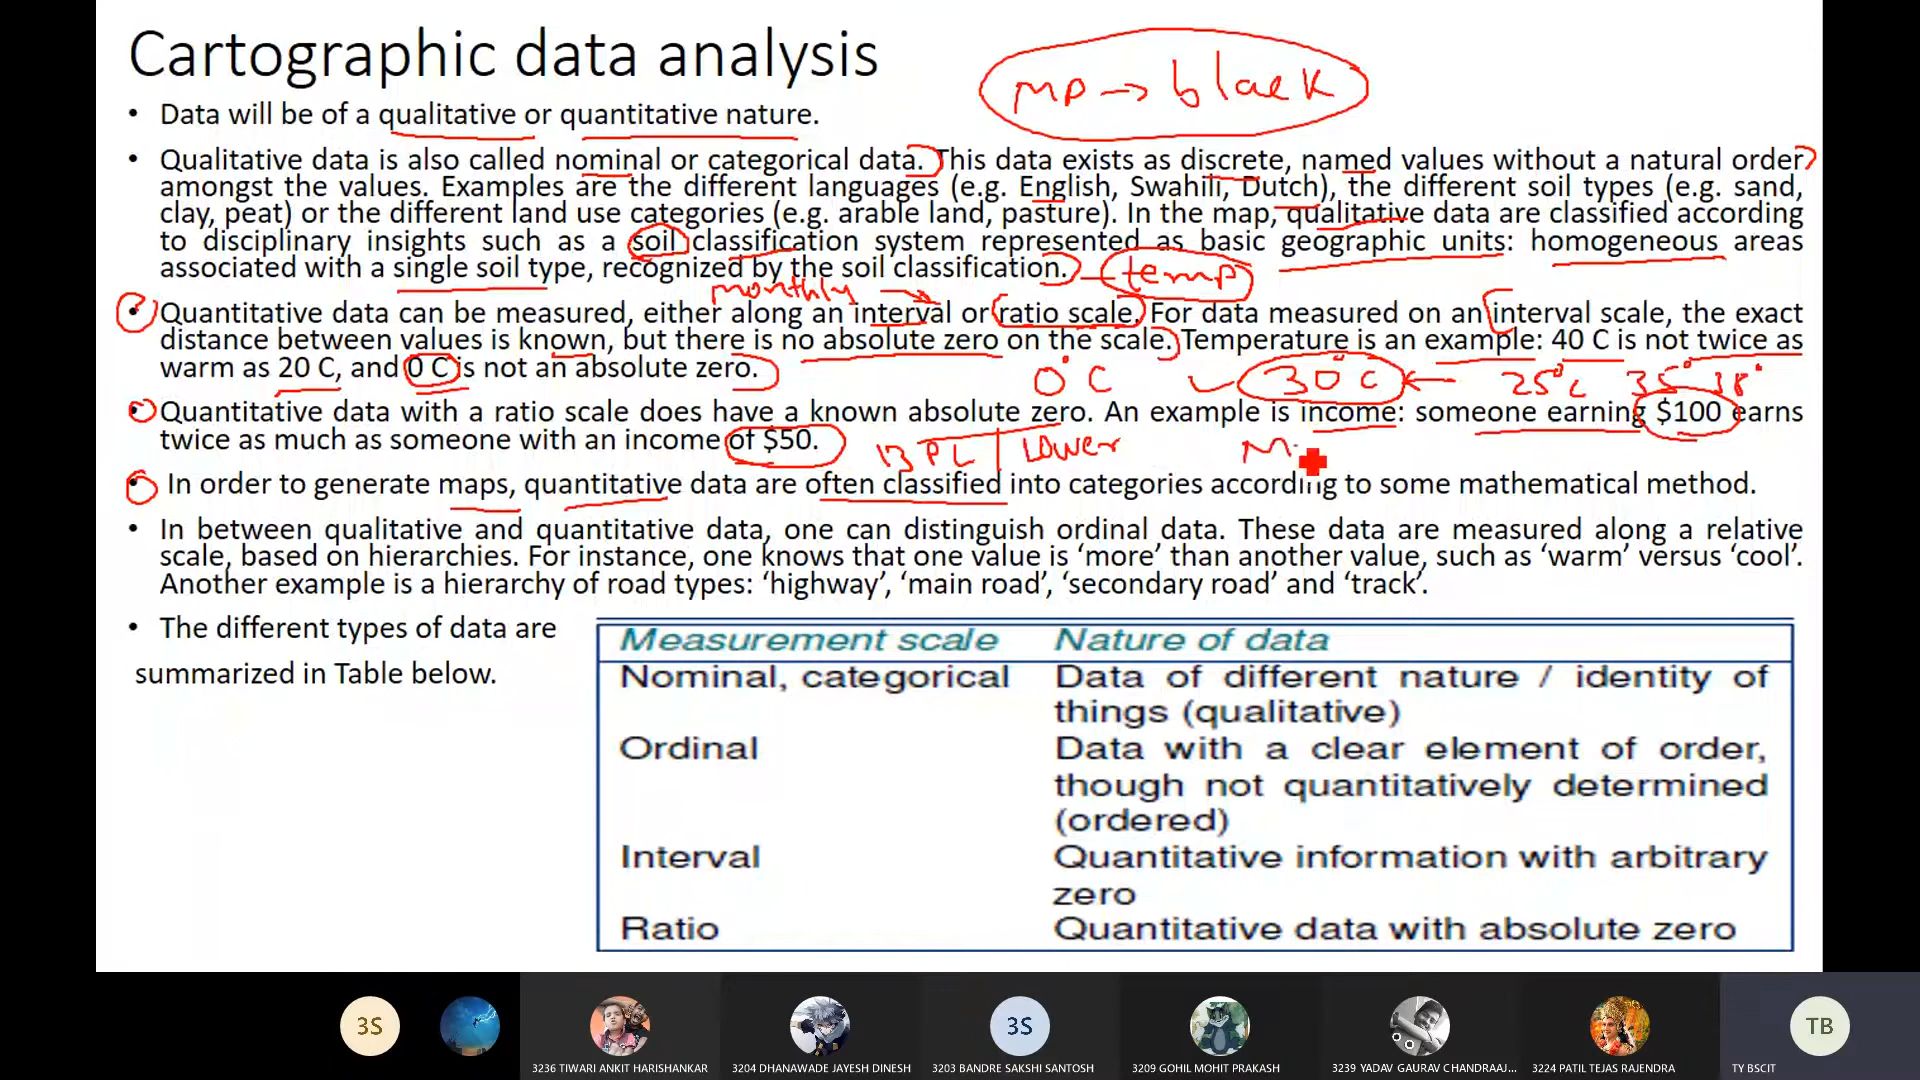 Cartographic data analysis
MP → black
• Data will be of a qualitative or quantitative nature.
• Qualitative data is also called nominal or categorical data. This data exists as discrete, named values without a natural order
amongst the values. Examples are the different languages (e.g. English, Swahili, Dutch), the different soil types (e.g. sand,
clay, peat) or the different land use categories (e.g. arable land, pasture). In the map, qualitative data are classified according
to disciplinary insights such as a soil classification system represented as basic geographic units: homogeneous areas
associated with a single soil type, recognized by the soil classification.
temp
monthly
• Quantitative data can be measured, either along an interval or ratio scale. For data measured on an interval scale, the exact
distance between values is known, but there is no absolute zero on the scale. Temperature is an example: 40 C is not twice as
warm as 20 C, and 0 C is not an absolute zero.
0°C 30°C ← 25°C 35° 38°
• Quantitative data with a ratio scale does have a known absolute zero. An example is income: someone earning $100 earns
twice as much as someone with an income of $50.
BPL | Lower M
• In order to generate maps, quantitative data are often classified into categories according to some mathematical method.
• In between qualitative and quantitative data, one can distinguish ordinal data. These data are measured along a relative
scale, based on hierarchies. For instance, one knows that one value is ‘more’ than another value, such as ‘warm’ versus ‘cool’.
Another example is a hierarchy of road types: ‘highway’, ‘main road’, ‘secondary road’ and ‘track’.
• The different types of data are
summarized in Table below.
Measurement scale Nature of data
Nominal, categorical Data of different nature / identity of
things (qualitative)
Ordinal Data with a clear element of order,
though not quantitatively determined
(ordered)
Interval Quantitative information with arbitrary
zero
Ratio Quantitative data with absolute zero
3S 3S TB
3236 TIWARI ANKIT HARISHANKAR 3204 DHANAWADE JAYESH DINESH 3203 BANDRE SAKSHI SANTOSH 3209 GOHIL MOHIT PRAKASH 3239 YADAV GAURAV CHANDRAAJ... 3224 PATIL TEJAS RAJENDRA TY BSCIT